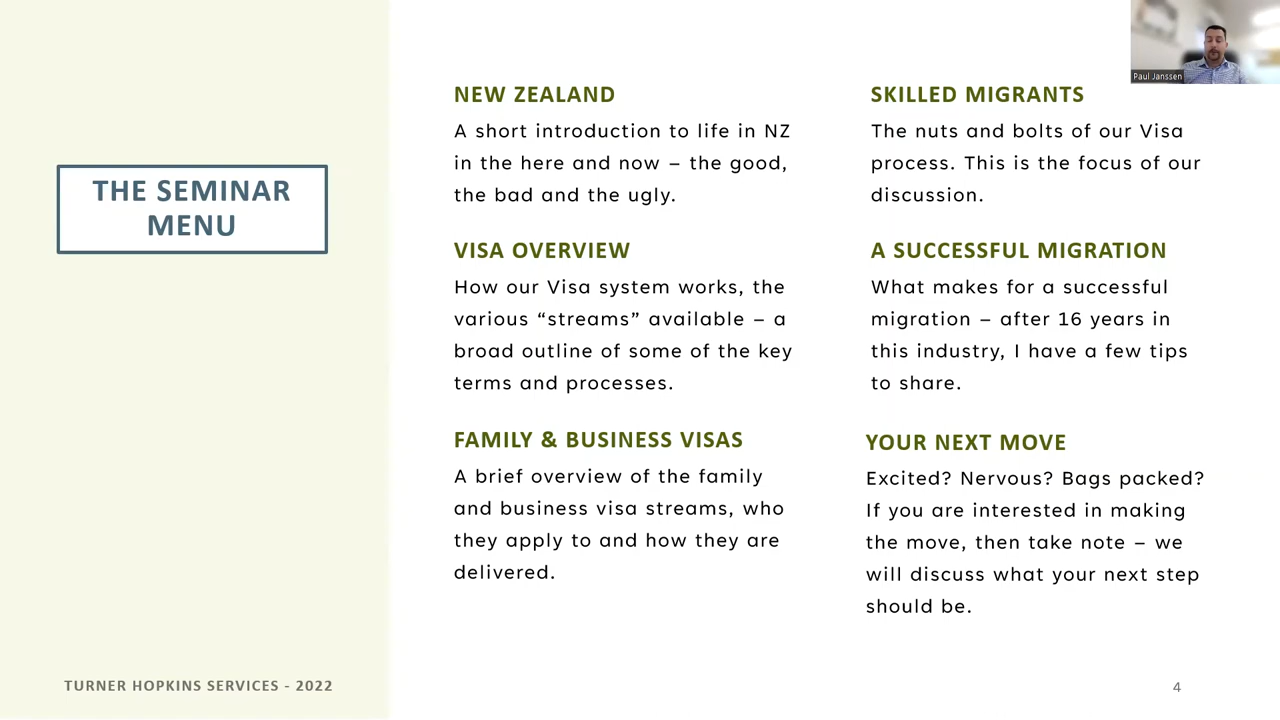 THE SEMINAR
MENU
NEW ZEALAND
A short introduction to life in NZ
in the here and now – the good,
the bad and the ugly.
VISA OVERVIEW
How our Visa system works, the
various “streams” available – a
broad outline of some of the key
terms and processes.
FAMILY & BUSINESS VISAS
A brief overview of the family
and business visa streams, who
they apply to and how they are
delivered.
SKILLED MIGRANTS
The nuts and bolts of our Visa
process. This is the focus of our
discussion.
A SUCCESSFUL MIGRATION
What makes for a successful
migration – after 16 years in
this industry, I have a few tips
to share.
YOUR NEXT MOVE
Excited? Nervous? Bags packed?
If you are interested in making
the move, then take note – we
will discuss what your next step
should be.
Paul Janssen
TURNER HOPKINS SERVICES - 2022
4